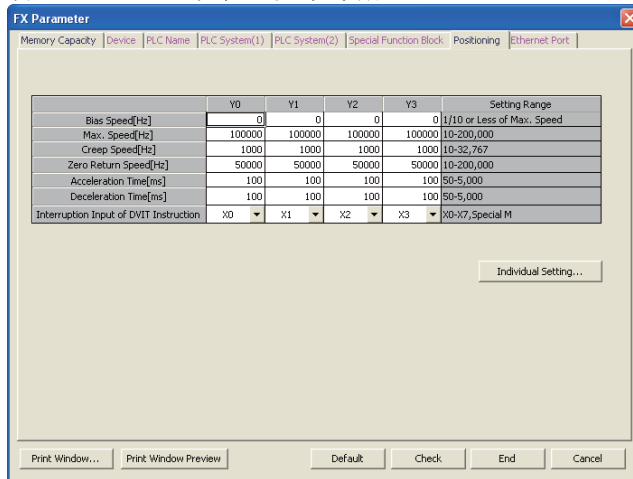 FX Parameter
Memory Capacity Device PLC Name PLC System(1) PLC System(2) Special Function Block Positioning Ethernet Port
Y0 Y1 Y2 Y3 Setting Range
Bias Speed[Hz] 0 0 0 0 1/10 or Less of Max. Speed
Max. Speed[Hz] 100000 100000 100000 100000 10-200,000
Creep Speed[Hz] 1000 1000 1000 1000 10-32,767
Zero Return Speed[Hz] 50000 50000 50000 50000 10-200,000
Acceleration Time[ms] 100 100 100 100 50-5,000
Deceleration Time[ms] 100 100 100 100 50-5,000
Interruption Input of DVIT Instruction X0 X1 X2 X3 X0-X7,Special M
Individual Setting...
Print Window... Print Window Preview Default Check End Cancel